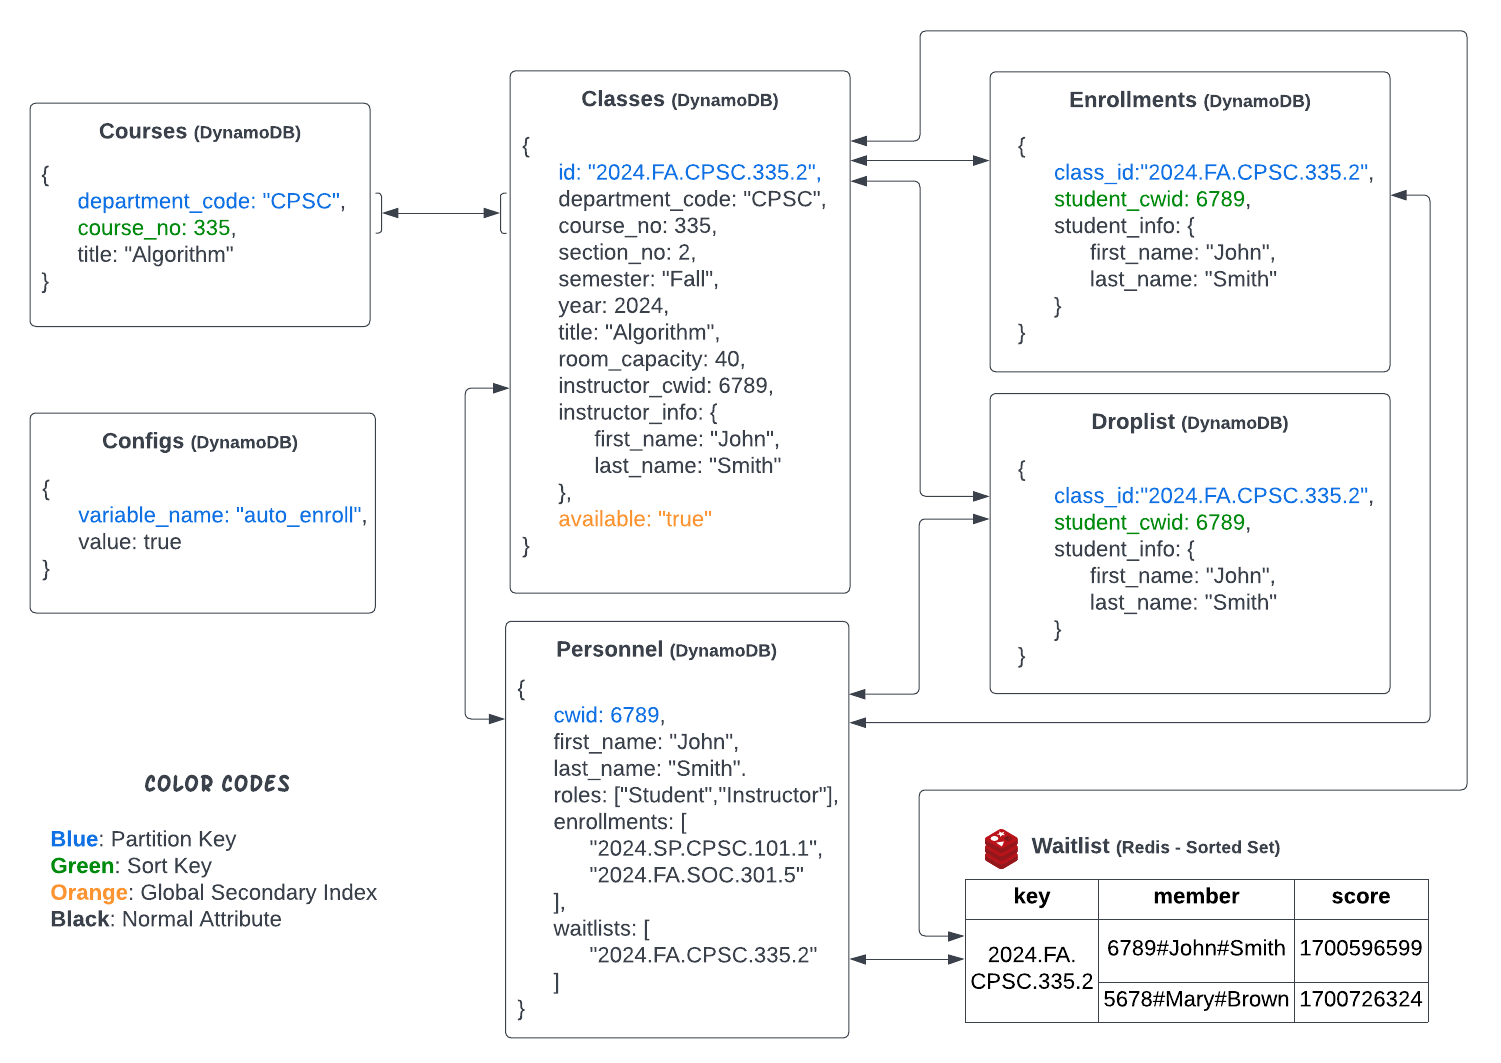 Courses (DynamoDB)
{
department_code: "CPSC",
course_no: 335,
title: "Algorithm"
}
Configs (DynamoDB)
{
variable_name: "auto_enroll",
value: true
}
COLOR CODES
Blue: Partition Key
Green: Sort Key
Orange: Global Secondary Index
Black: Normal Attribute
Classes (DynamoDB)
{
id: "2024.FA.CPSC.335.2",
department_code: "CPSC",
course_no: 335,
section_no: 2,
semester: "Fall",
year: 2024,
title: "Algorithm",
room_capacity: 40,
instructor_cwid: 6789,
instructor_info: {
first_name: "John",
last_name: "Smith"
},
available: "true"
}
Personnel (DynamoDB)
{
cwid: 6789,
first_name: "John",
last_name: "Smith".
roles: ["Student","Instructor"],
enrollments: [
"2024.SP.CPSC.101.1",
"2024.FA.SOC.301.5"
],
waitlists: [
"2024.FA.CPSC.335.2"
]
}
Enrollments (DynamoDB)
{
class_id:"2024.FA.CPSC.335.2",
student_cwid: 6789,
student_info: {
first_name: "John",
last_name: "Smith"
}
}
Droplist (DynamoDB)
{
class_id:"2024.FA.CPSC.335.2",
student_cwid: 6789,
student_info: {
first_name: "John",
last_name: "Smith"
}
}
Waitlist (Redis - Sorted Set)
key member score
2024.FA.
CPSC.335.2
6789#John#Smith 1700596599
5678#Mary#Brown 1700726324